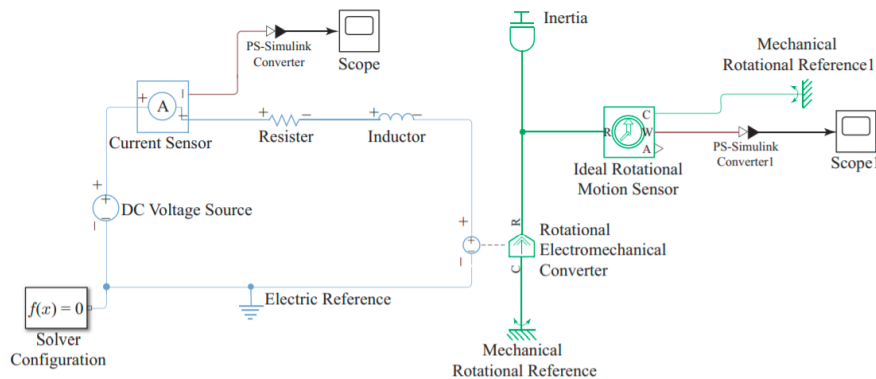 Inertia
PS-Simulink
Converter
Scope
Mechanical
Rotational Reference1
+
A
I
+
Current Sensor
+
−
Resister
+
−
Inductor
R
C
W
A
Ideal Rotational
Motion Sensor
PS-Simulink
Converter1
Scope1
+
+
−
−
DC Voltage Source
+
+
−
−
R
C
Rotational
Electromechanical
Converter
f(x) = 0
Solver
Configuration
Electric Reference
Mechanical
Rotational Reference